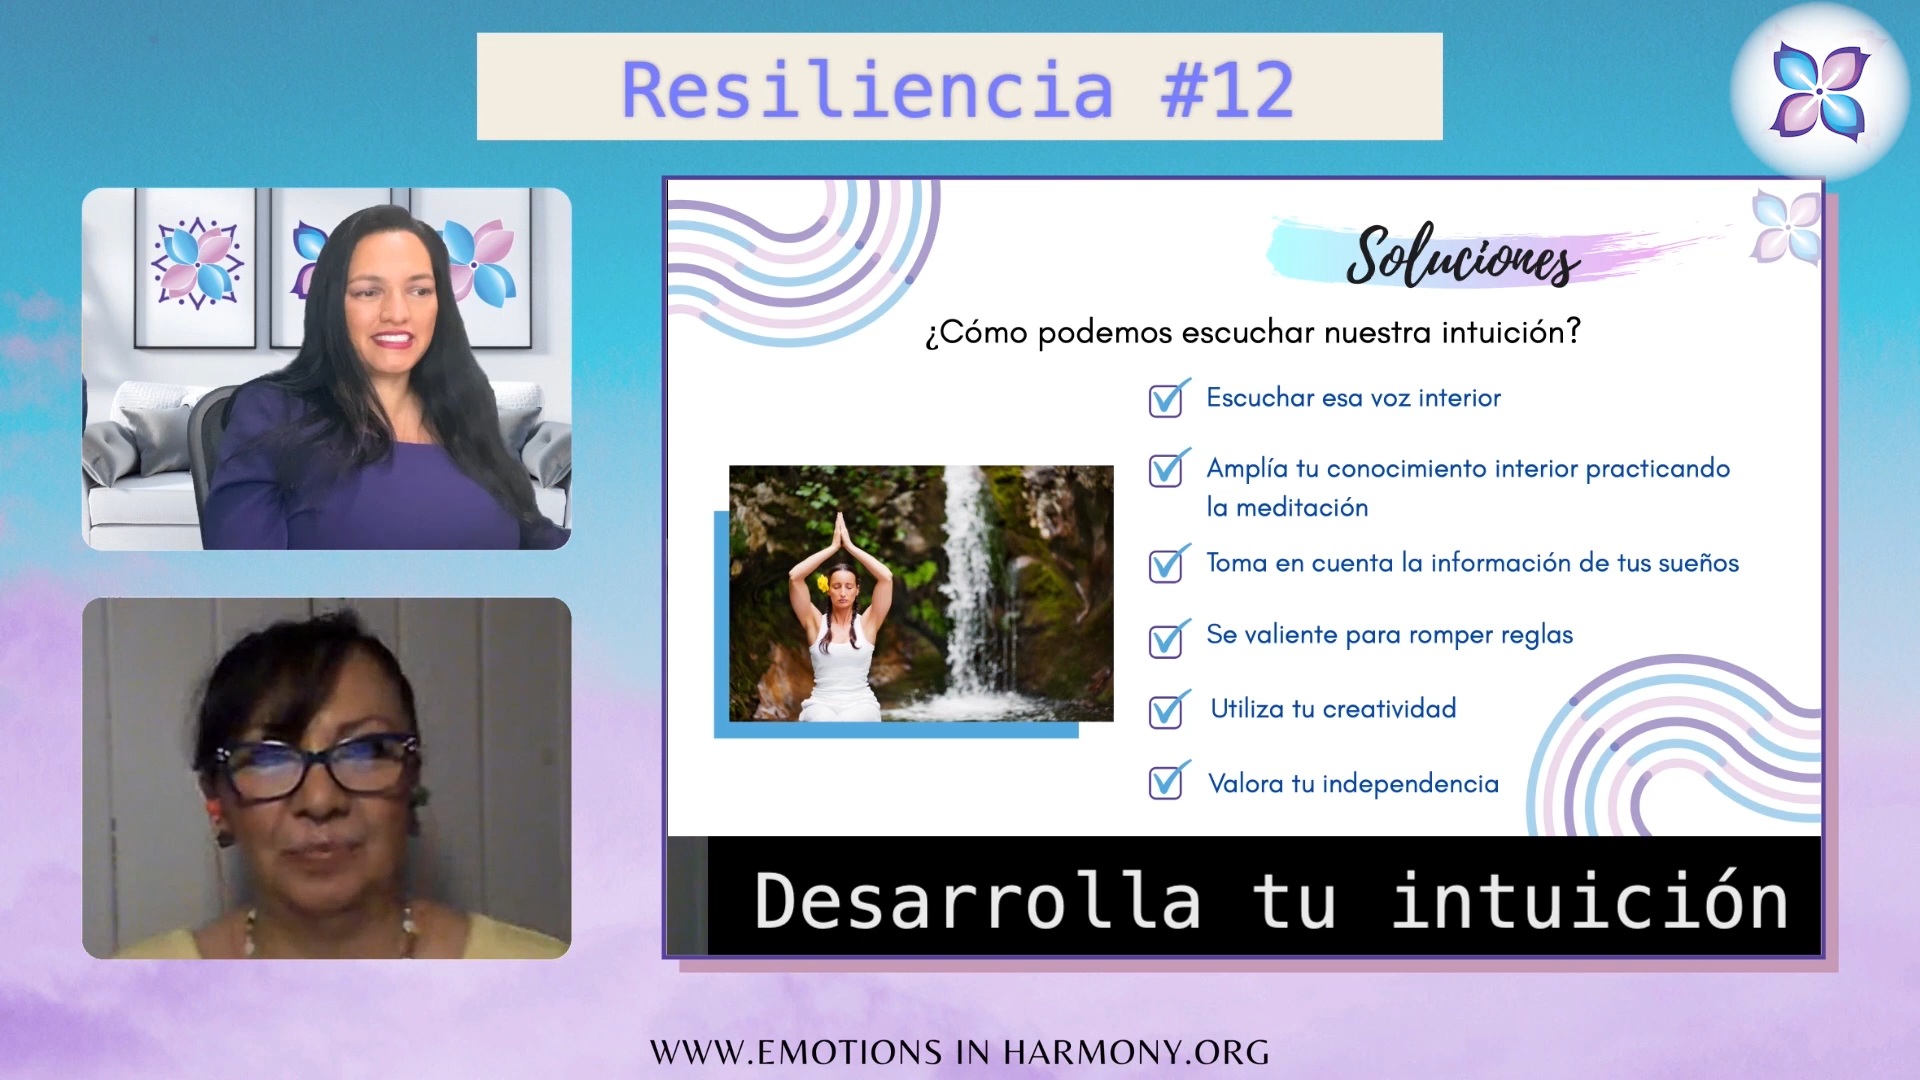 Resiliencia #12
Soluciones
¿Cómo podemos escuchar nuestra intuición?
Escuchar esa voz interior
Amplía tu conocimiento interior practicando
la meditación
Toma en cuenta la información de tus sueños
Se valiente para romper reglas
Utiliza tu creatividad
Valora tu independencia
Desarrolla tu intuición
WWW.EMOTIONS IN HARMONY.ORG